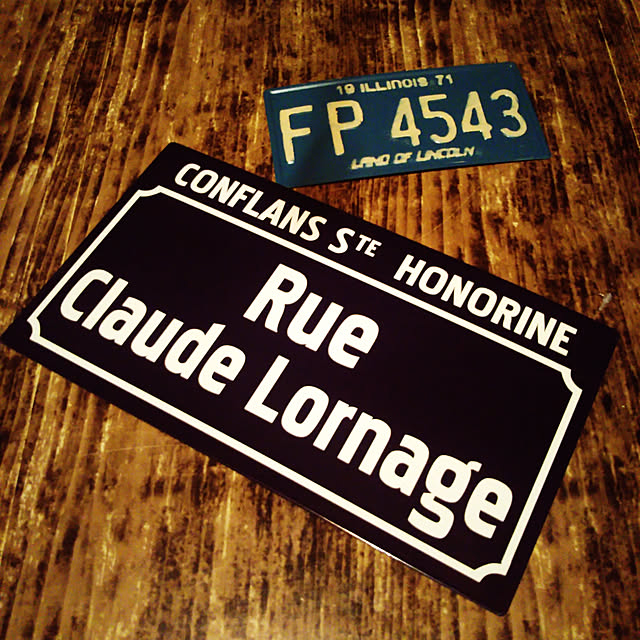 19 ILLINOIS 71
FP 4543
LAND OF LINCOLN
CONFLANS STE HONORINE
Rue
Claude Lornage